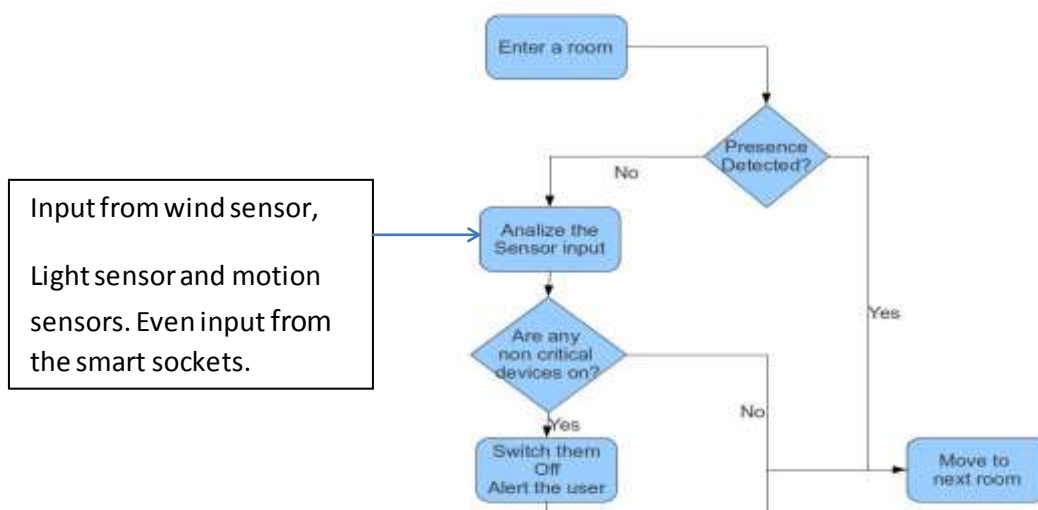 Enter a room
Presence
Detected?
No
Input from wind sensor,
Light sensor and motion
sensors. Even input from
the smart sockets.
Analize the
Sensor input
Yes
Are any
non critical
devices on?
No
Yes
Switch them
Off
Alert the user
Move to
next room